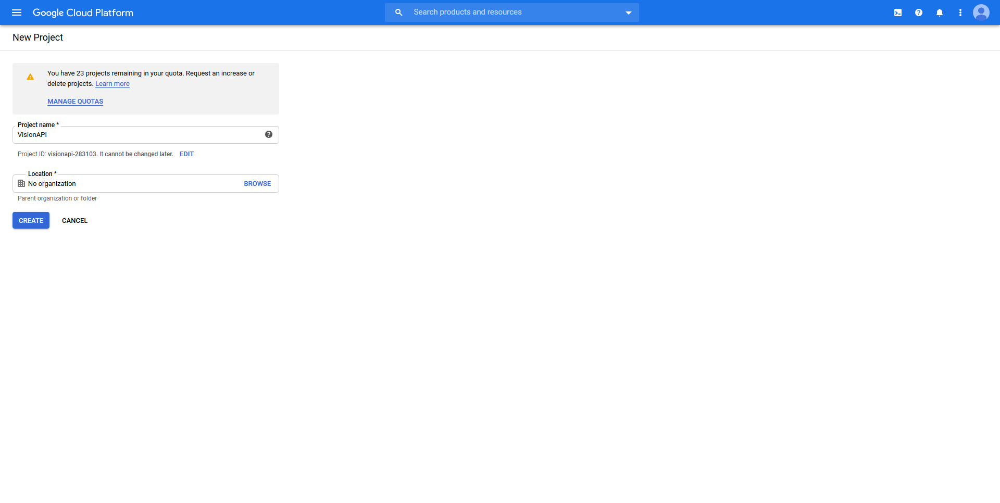 Google Cloud Platform
Search products and resources
New Project
You have 23 projects remaining in your quota. Request an increase or
delete projects. Learn more
MANAGE QUOTAS
Project name *
VisionAPI
Project ID: visionapi-283103. It cannot be changed later. EDIT
Location *
No organization BROWSE
Parent organization or folder
CREATE CANCEL